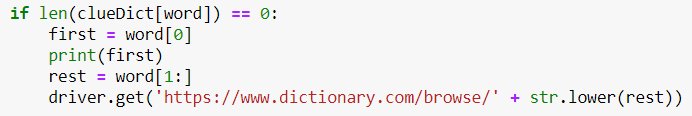 if len(clueDict[word]) == 0:
    first = word[0]
    print(first)
    rest = word[1:]
    driver.get('https://www.dictionary.com/browse/' + str.lower(rest))